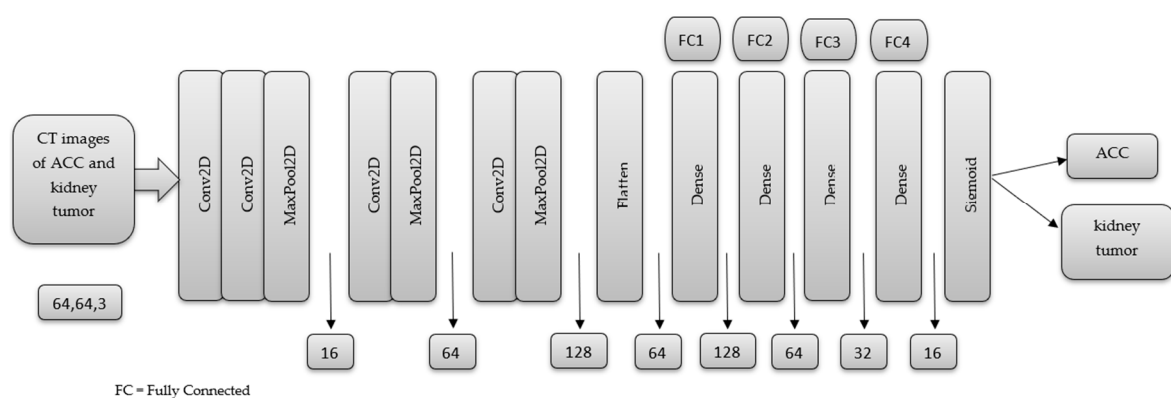 FC1
FC2
FC3
FC4
CT images
of ACC and
kidney
tumor
Conv2D
Conv2D
MaxPool2D
Conv2D
MaxPool2D
Conv2D
MaxPool2D
Flatten
Dense
Dense
Dense
Dense
Sigmoid
ACC
kidney
tumor
64,64,3
16
64
128
64
128
64
32
16
FC = Fully Connected